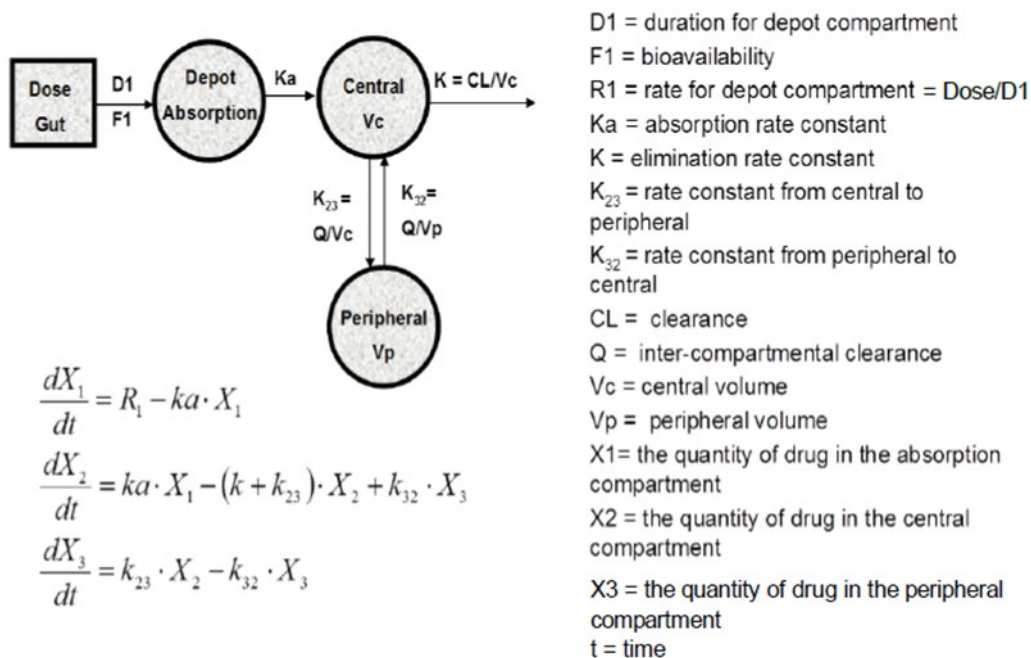 Dose
Gut
D1
F1
Depot
Absorption
Ka
Central
Vc
K = CL/Vc
K₂₃ =
Q/Vc
K₃₂=
Q/Vp
Peripheral
Vp
dX₁/dt = R₁ − ka · X₁
dX₂/dt = ka · X₁ − (k + k₂₃) · X₂ + k₃₂ · X₃
dX₃/dt = k₂₃ · X₂ − k₃₂ · X₃
D1 = duration for depot compartment
F1 = bioavailability
R1 = rate for depot compartment = Dose/D1
Ka = absorption rate constant
K = elimination rate constant
K₂₃ = rate constant from central to
peripheral
K₃₂ = rate constant from peripheral to
central
CL = clearance
Q = inter-compartmental clearance
Vc = central volume
Vp = peripheral volume
X1= the quantity of drug in the absorption
compartment
X2 = the quantity of drug in the central
compartment
X3 = the quantity of drug in the peripheral
compartment
t = time